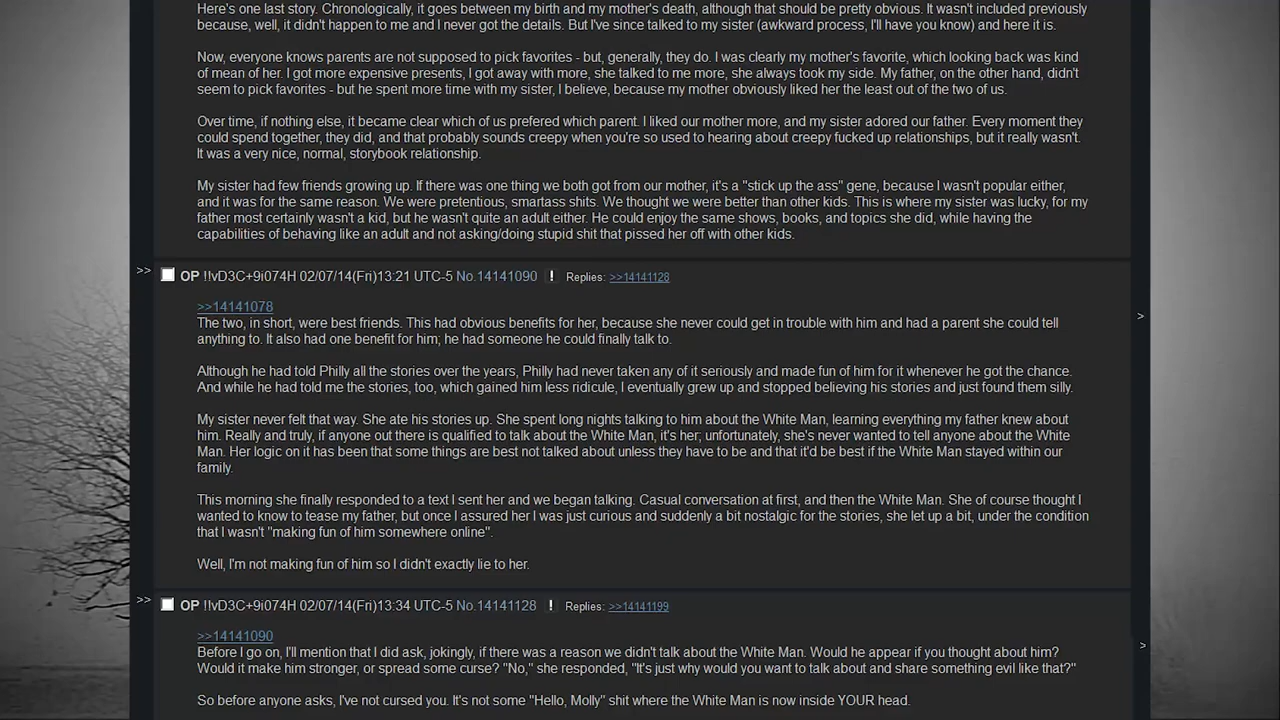 Here's one last story. Chronologically, it goes between my birth and my mother's death, although that should be pretty obvious. It wasn't included previously
because, well, it didn't happen to me and I never got the details. But I've since talked to my sister (awkward process, I'll have you know) and here it is.
Now, everyone knows parents are not supposed to pick favorites - but, generally, they do. I was clearly my mother's favorite, which looking back was kind
of mean of her. I got more expensive presents, I got away with more, she talked to me more, she always took my side. My father, on the other hand, didn't
seem to pick favorites - but he spent more time with my sister, I believe, because my mother obviously liked her the least out of the two of us.
Over time, if nothing else, it became clear which of us prefered which parent. I liked our mother more, and my sister adored our father. Every moment they
could spend together, they did, and that probably sounds creepy when you're so used to hearing about creepy fucked up relationships, but it really wasn't.
It was a very nice, normal, storybook relationship.
My sister had few friends growing up. If there was one thing we both got from our mother, it's a "stick up the ass" gene, because I wasn't popular either,
and it was for the same reason. We were pretentious, smartass shits. We thought we were better than other kids. This is where my sister was lucky, for my
father most certainly wasn't a kid, but he wasn't quite an adult either. He could enjoy the same shows, books, and topics she did, while having the
capabilities of behaving like an adult and not asking/doing stupid shit that pissed her off with other kids.
>> OP !!vD3C+9i074H 02/07/14(Fri)13:21 UTC-5 No.14141090 ! Replies: >>14141128
>>14141078
The two, in short, were best friends. This had obvious benefits for her, because she never could get in trouble with him and had a parent she could tell
anything to. It also had one benefit for him; he had someone he could finally talk to.
Although he had told Philly all the stories over the years, Philly had never taken any of it seriously and made fun of him for it whenever he got the chance.
And while he had told me the stories, too, which gained him less ridicule, I eventually grew up and stopped believing his stories and just found them silly.
My sister never felt that way. She ate his stories up. She spent long nights talking to him about the White Man, learning everything my father knew about
him. Really and truly, if anyone out there is qualified to talk about the White Man, it's her; unfortunately, she's never wanted to tell anyone about the White
Man. Her logic on it has been that some things are best not talked about unless they have to be and that it'd be best if the White Man stayed within our
family.
This morning she finally responded to a text I sent her and we began talking. Casual conversation at first, and then the White Man. She of course thought I
wanted to know to tease my father, but once I assured her I was just curious and suddenly a bit nostalgic for the stories, she let up a bit, under the condition
that I wasn't "making fun of him somewhere online".
Well, I'm not making fun of him so I didn't exactly lie to her.
>> OP !!vD3C+9i074H 02/07/14(Fri)13:34 UTC-5 No.14141128 ! Replies: >>14141199
>>14141090
Before I go on, I'll mention that I did ask, jokingly, if there was a reason we didn't talk about the White Man. Would he appear if you thought about him?
Would it make him stronger, or spread some curse? "No," she responded, "It's just why would you want to talk about and share something evil like that?"
So before anyone asks, I've not cursed you. It's not some "Hello, Molly" shit where the White Man is now inside YOUR head.